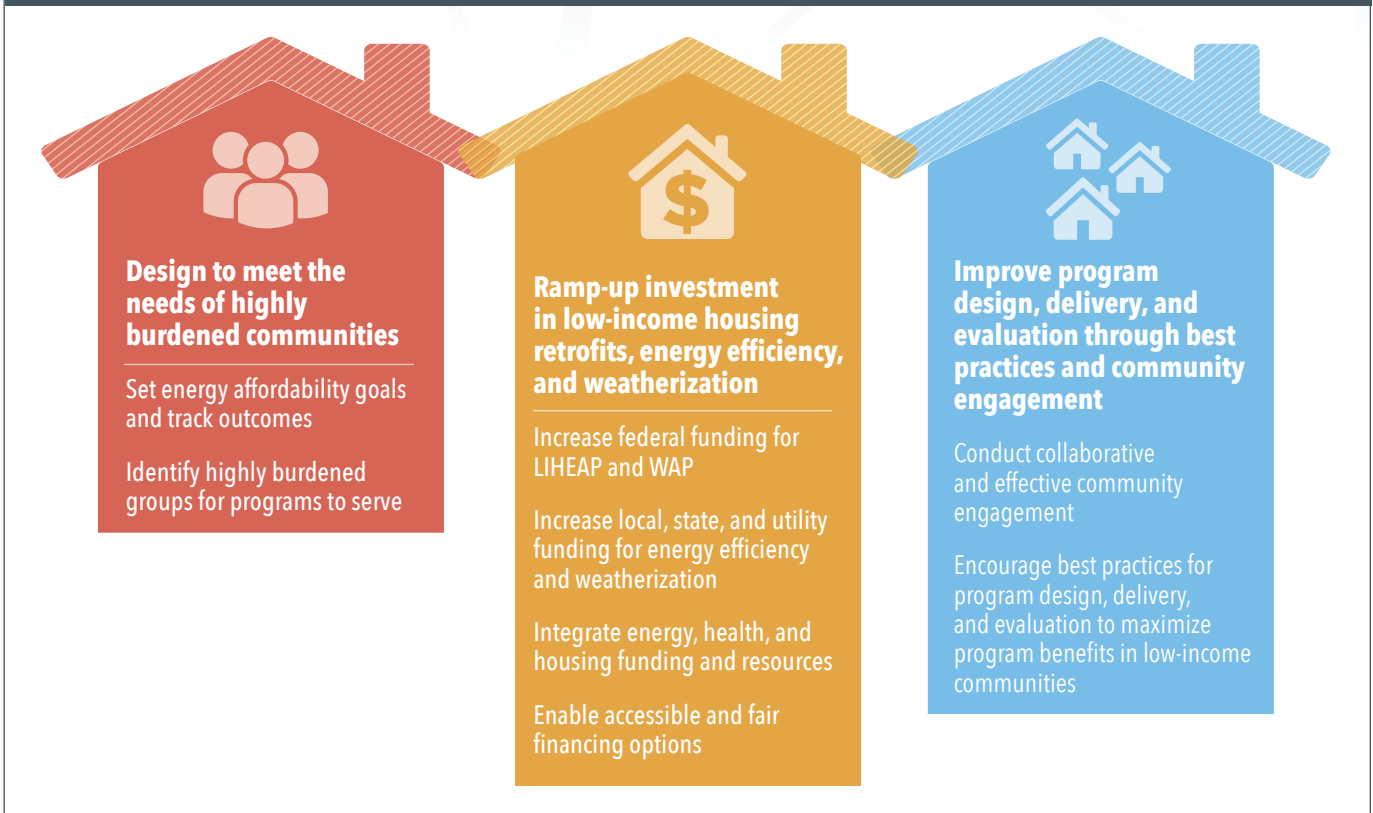 Design to meet the
needs of highly
burdened communities
Set energy affordability goals
and track outcomes
Identify highly burdened
groups for programs to serve
$
Ramp-up investment
in low-income housing
retrofits, energy efficiency,
and weatherization
Increase federal funding for
LIHEAP and WAP
Increase local, state, and utility
funding for energy efficiency
and weatherization
Integrate energy, health, and
housing funding and resources
Enable accessible and fair
financing options
Improve program
design, delivery, and
evaluation through best
practices and community
engagement
Conduct collaborative
and effective community
engagement
Encourage best practices for
program design, delivery,
and evaluation to maximize
program benefits in low-income
communities